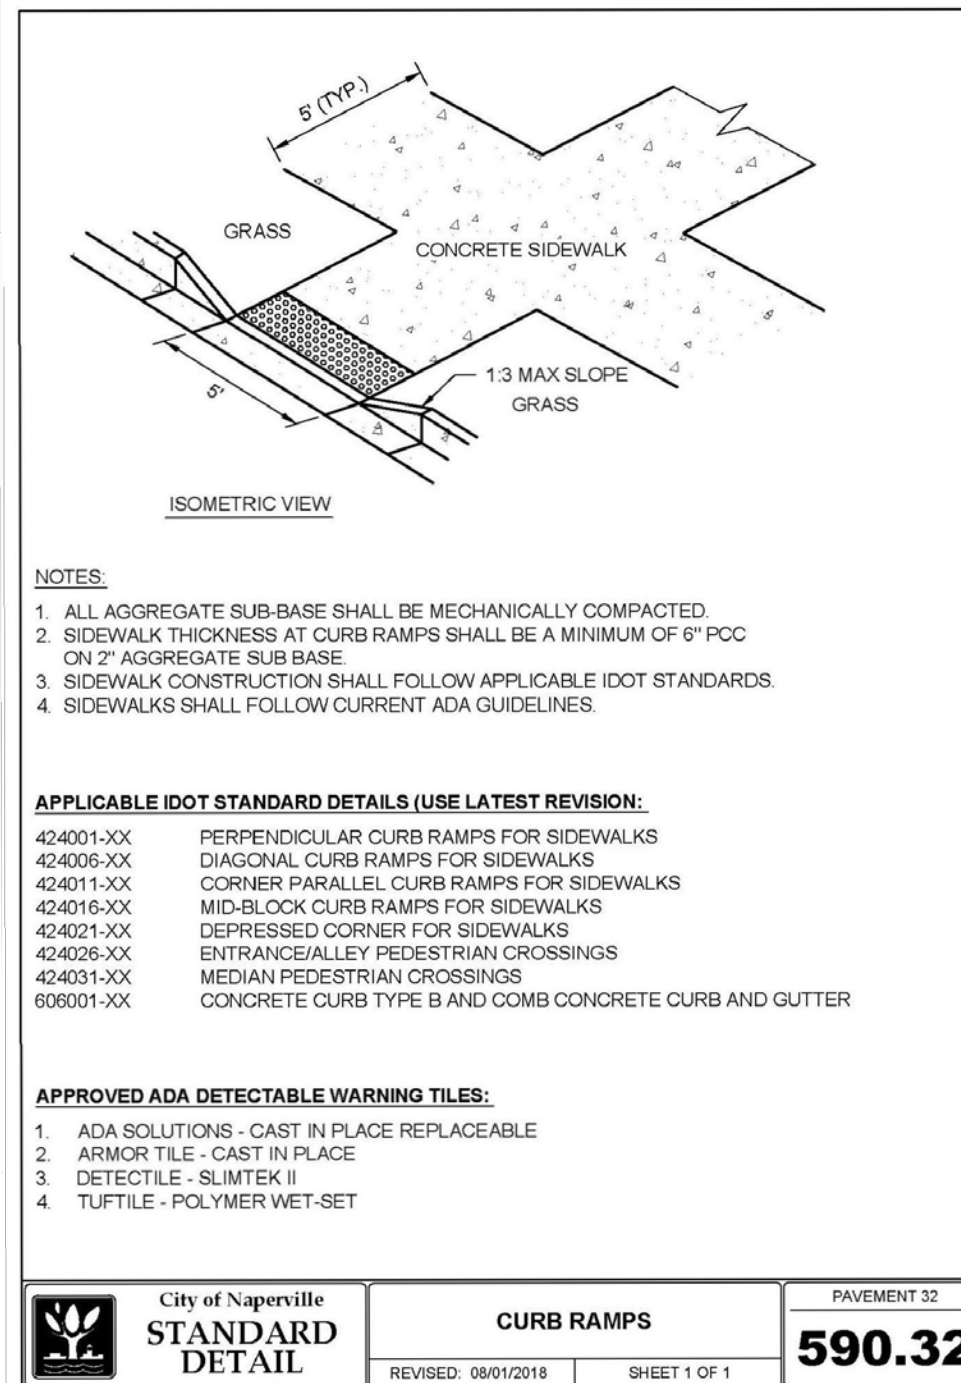 5' (TYP.)
GRASS
CONCRETE SIDEWALK
5'
1:3 MAX SLOPE
GRASS
ISOMETRIC VIEW
NOTES:
1. ALL AGGREGATE SUB-BASE SHALL BE MECHANICALLY COMPACTED.
2. SIDEWALK THICKNESS AT CURB RAMPS SHALL BE A MINIMUM OF 6" PCC
ON 2" AGGREGATE SUB BASE.
3. SIDEWALK CONSTRUCTION SHALL FOLLOW APPLICABLE IDOT STANDARDS.
4. SIDEWALKS SHALL FOLLOW CURRENT ADA GUIDELINES.
APPLICABLE IDOT STANDARD DETAILS (USE LATEST REVISION:
424001-XX PERPENDICULAR CURB RAMPS FOR SIDEWALKS
424006-XX DIAGONAL CURB RAMPS FOR SIDEWALKS
424011-XX CORNER PARALLEL CURB RAMPS FOR SIDEWALKS
424016-XX MID-BLOCK CURB RAMPS FOR SIDEWALKS
424021-XX DEPRESSED CORNER FOR SIDEWALKS
424026-XX ENTRANCE/ALLEY PEDESTRIAN CROSSINGS
424031-XX MEDIAN PEDESTRIAN CROSSINGS
606001-XX CONCRETE CURB TYPE B AND COMB CONCRETE CURB AND GUTTER
APPROVED ADA DETECTABLE WARNING TILES:
1. ADA SOLUTIONS - CAST IN PLACE REPLACEABLE
2. ARMOR TILE - CAST IN PLACE
3. DETECTILE - SLIMTEK II
4. TUFTILE - POLYMER WET-SET
City of Naperville
STANDARD
DETAIL
CURB RAMPS
REVISED: 08/01/2018
SHEET 1 OF 1
PAVEMENT 32
590.32